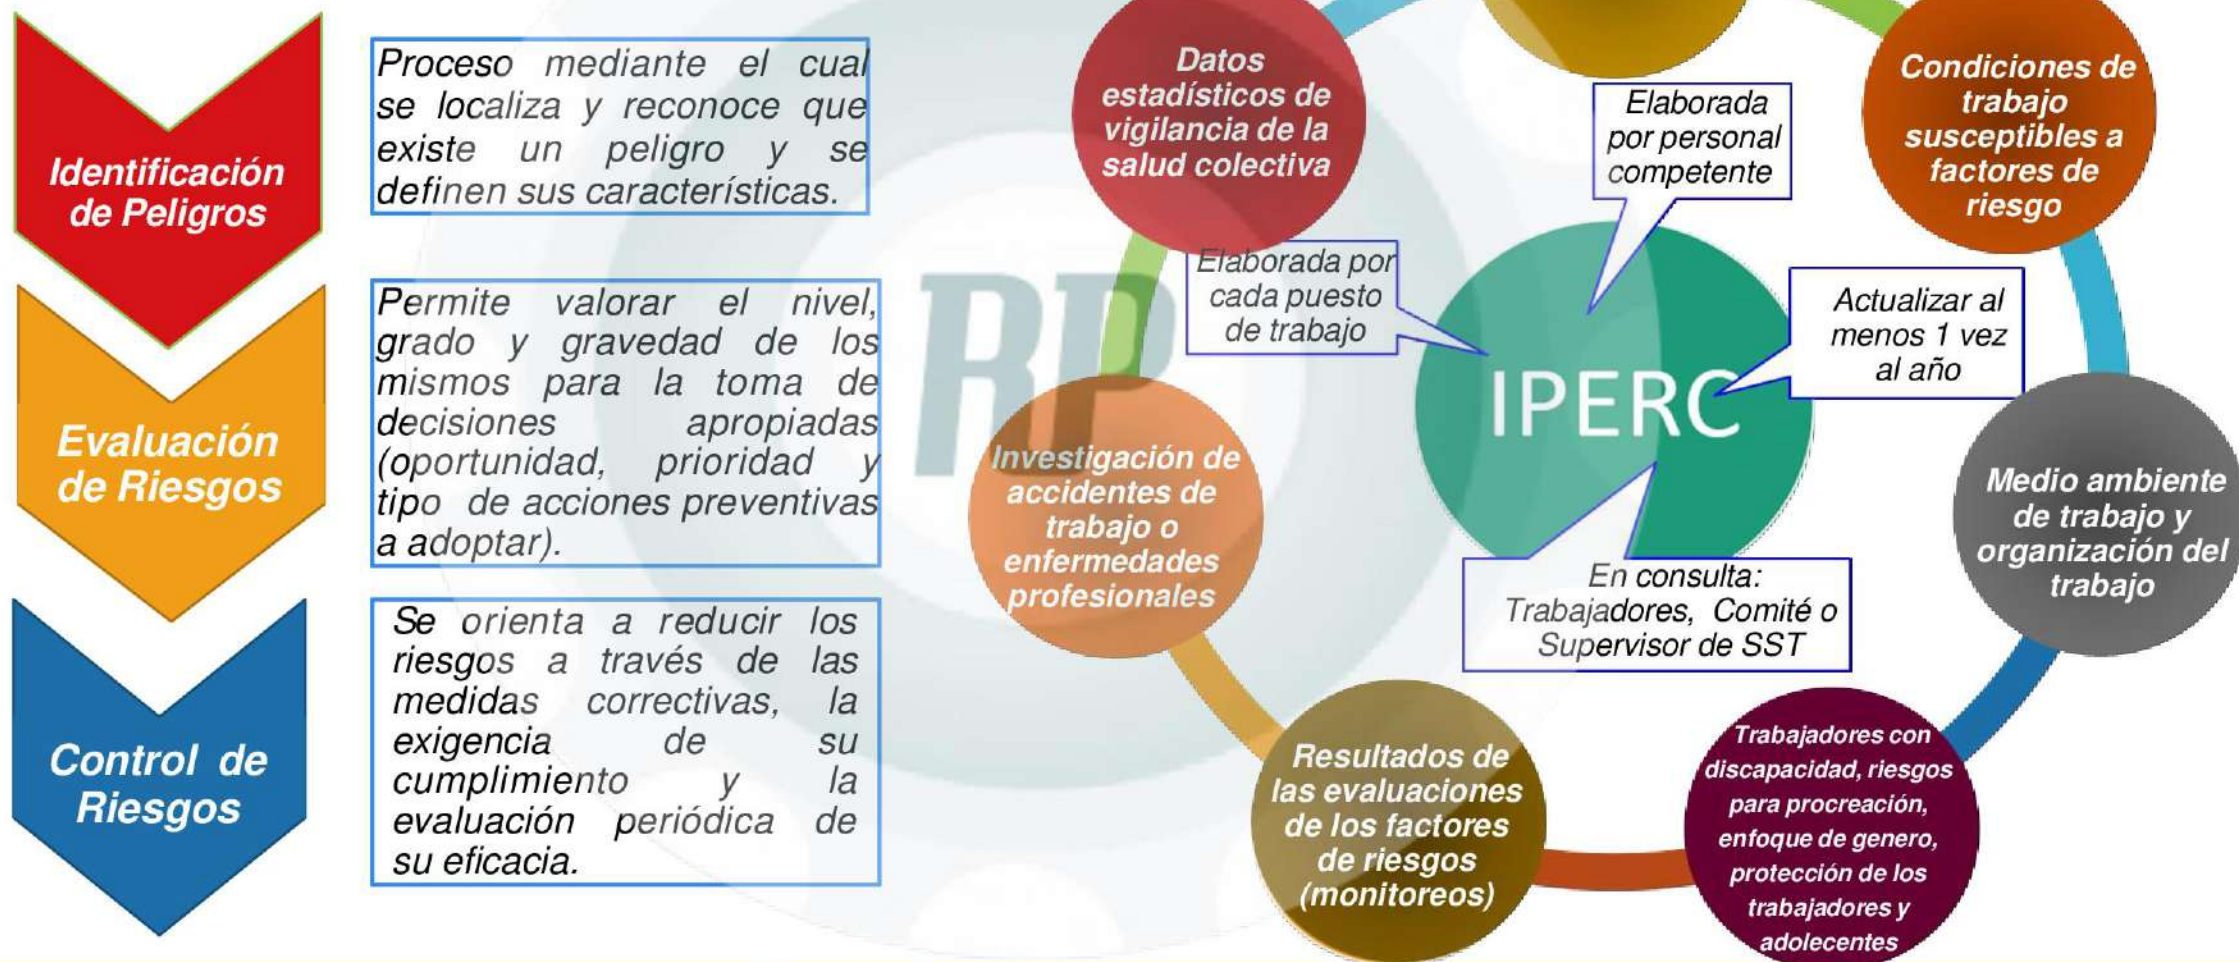 Identificación
de Peligros
Proceso mediante el cual
se localiza y reconoce que
existe un peligro y se
definen sus características.
Evaluación
de Riesgos
Permite valorar el nivel,
grado y gravedad de los
mismos para la toma de
decisiones apropiadas
(oportunidad, prioridad y
tipo de acciones preventivas
a adoptar).
Control de
Riesgos
Se orienta a reducir los
riesgos a través de las
medidas correctivas, la
exigencia de su
cumplimiento y la
evaluación periódica de
su eficacia.
RP
Datos
estadísticos de
vigilancia de la
salud colectiva
Elaborada
por personal
competente
Condiciones de
trabajo
susceptibles a
factores de
riesgo
Elaborada por
cada puesto
de trabajo
IPERC
Actualizar al
menos 1 vez
al año
Investigación de
accidentes de
trabajo o
enfermedades
profesionales
En consulta:
Trabajadores, Comité o
Supervisor de SST
Medio ambiente
de trabajo y
organización del
trabajo
Resultados de
las evaluaciones
de los factores
de riesgos
(monitoreos)
Trabajadores con
discapacidad, riesgos
para procreación,
enfoque de genero,
protección de los
trabajadores y
adolecentes